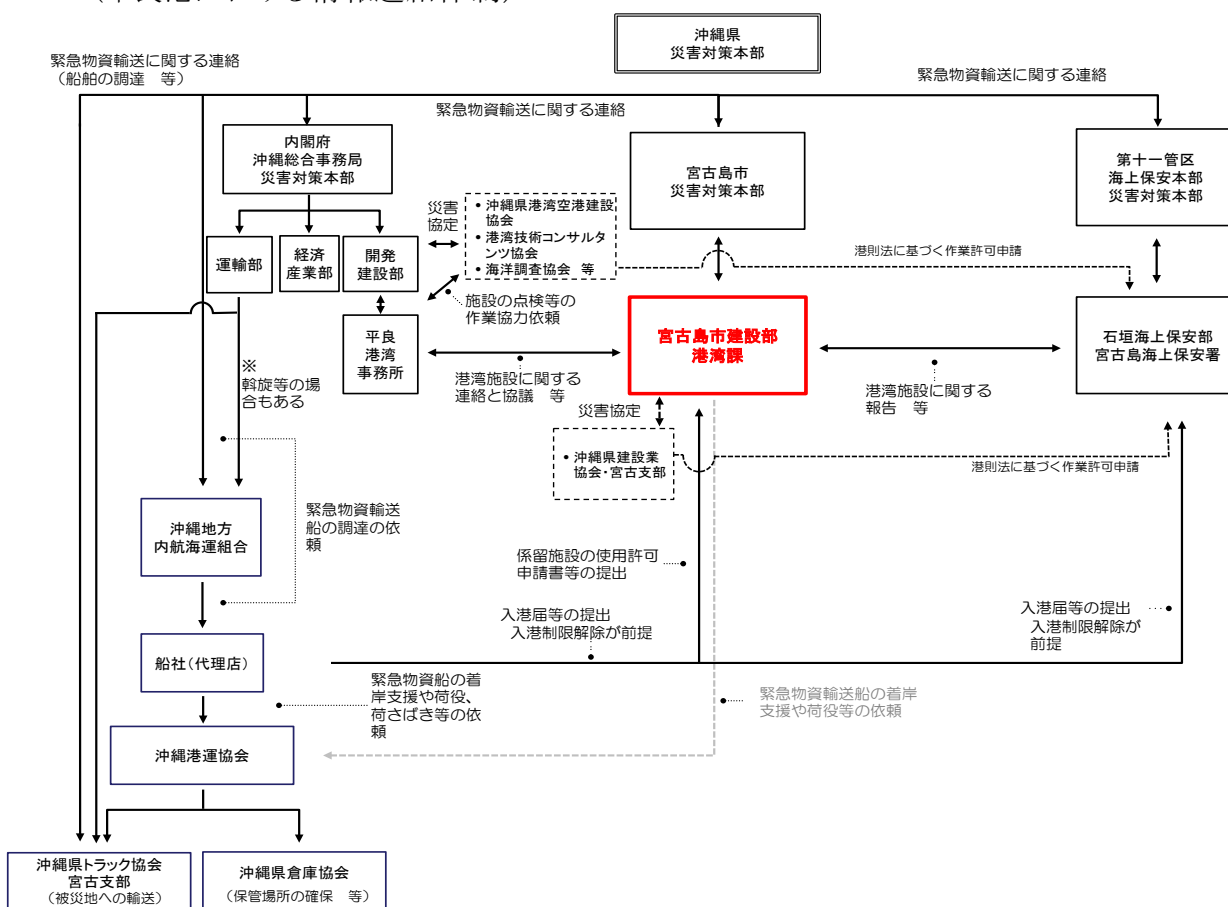 沖縄県
災害対策本部
緊急物資輸送に関する連絡
（船舶の調達　等）
緊急物資輸送に関する連絡
緊急物資輸送に関する連絡
内閣府
沖縄総合事務局
災害対策本部
宮古島市
災害対策本部
第十一管区
海上保安本部
災害対策本部
運輸部
経済
産業部
開発
建設部
災害
協定
• 沖縄県港湾空港建設
協会
• 港湾技術コンサルタ
ンツ協会
• 海洋調査協会　等
港則法に基づく作業許可申請
施設の点検等の
作業協力依頼
平良
港湾
事務所
宮古島市建設部
港湾課
石垣海上保安部
宮古島海上保安署
※
斡旋等の場
合もある
港湾施設に関する
連絡と協議　等
港湾施設に関する
報告　等
災害協定
• 沖縄県建設業
協会・宮古支部
港則法に基づく作業許可申請
沖縄地方
内航海運組合
緊急物資輸送
船の調達の依
頼
係留施設の使用許可
申請書等の提出
入港届等の提出
入港制限解除が前提
入港届等の提出
入港制限解除が
前提
船社（代理店）
緊急物資船の着
岸支援や荷役、
荷さばき等の依
頼
緊急物資輸送船の着岸
支援や荷役等の依頼
沖縄港運協会
沖縄県トラック協会
宮古支部
（被災地への輸送）
沖縄県倉庫協会
（保管場所の確保　等）